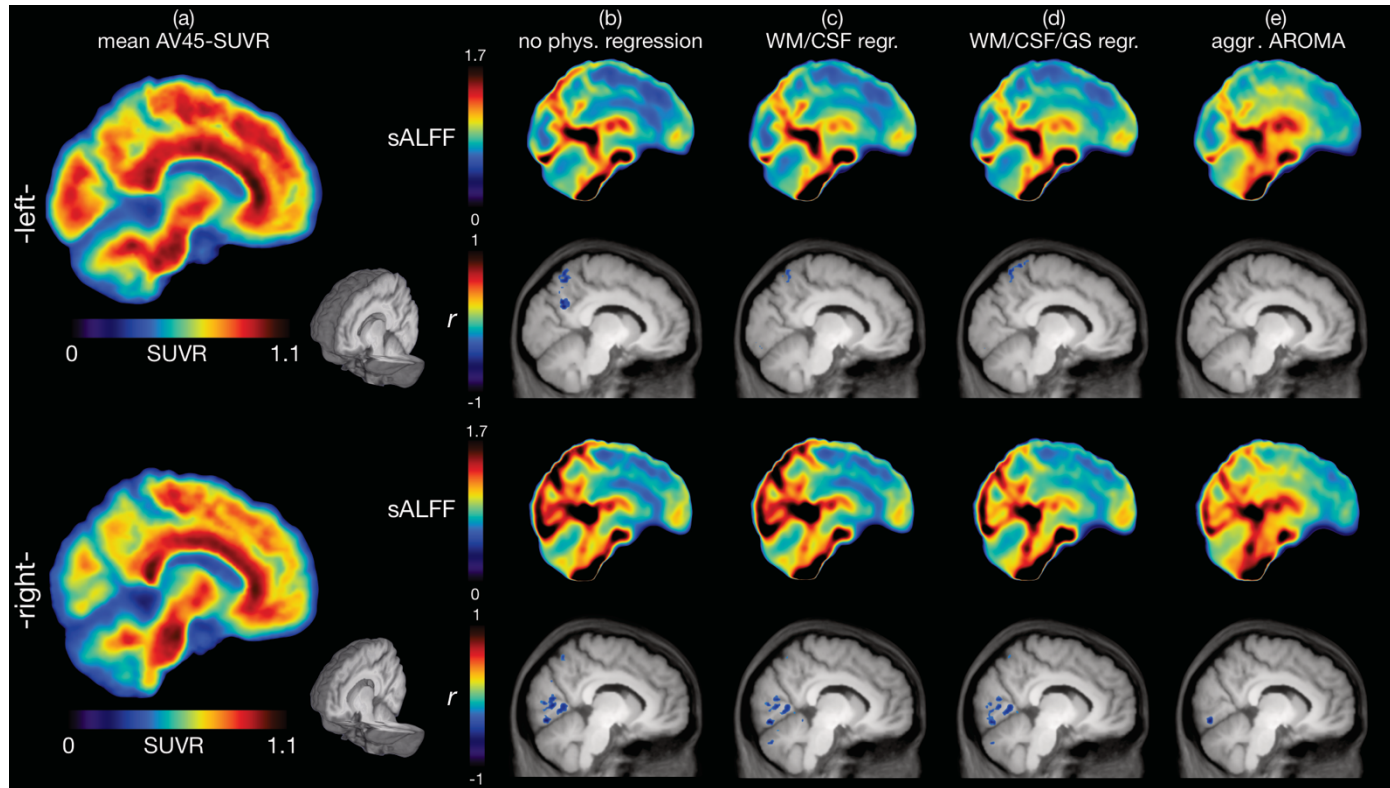 (a)
mean AV45-SUVR
(b)
no phys. regression
(c)
WM/CSF regr.
(d)
WM/CSF/GS regr.
(e)
aggr. AROMA
-left-
1.7
sALFF
0
1
r
-1
0
SUVR
1.1
-right-
1.7
sALFF
0
1
r
-1
0
SUVR
1.1